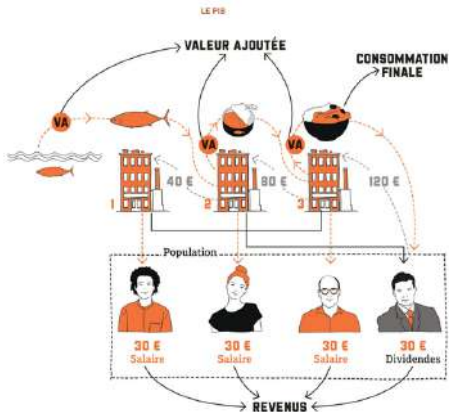 LE PIB
VALEUR AJOUTÉE
CONSOMMATION
FINALE
VA
VA
VA
40 €
80 €
120 €
1
2
3
Population
30 €
Salaire
30 €
Salaire
30 €
Salaire
30 €
Dividendes
REVENUS